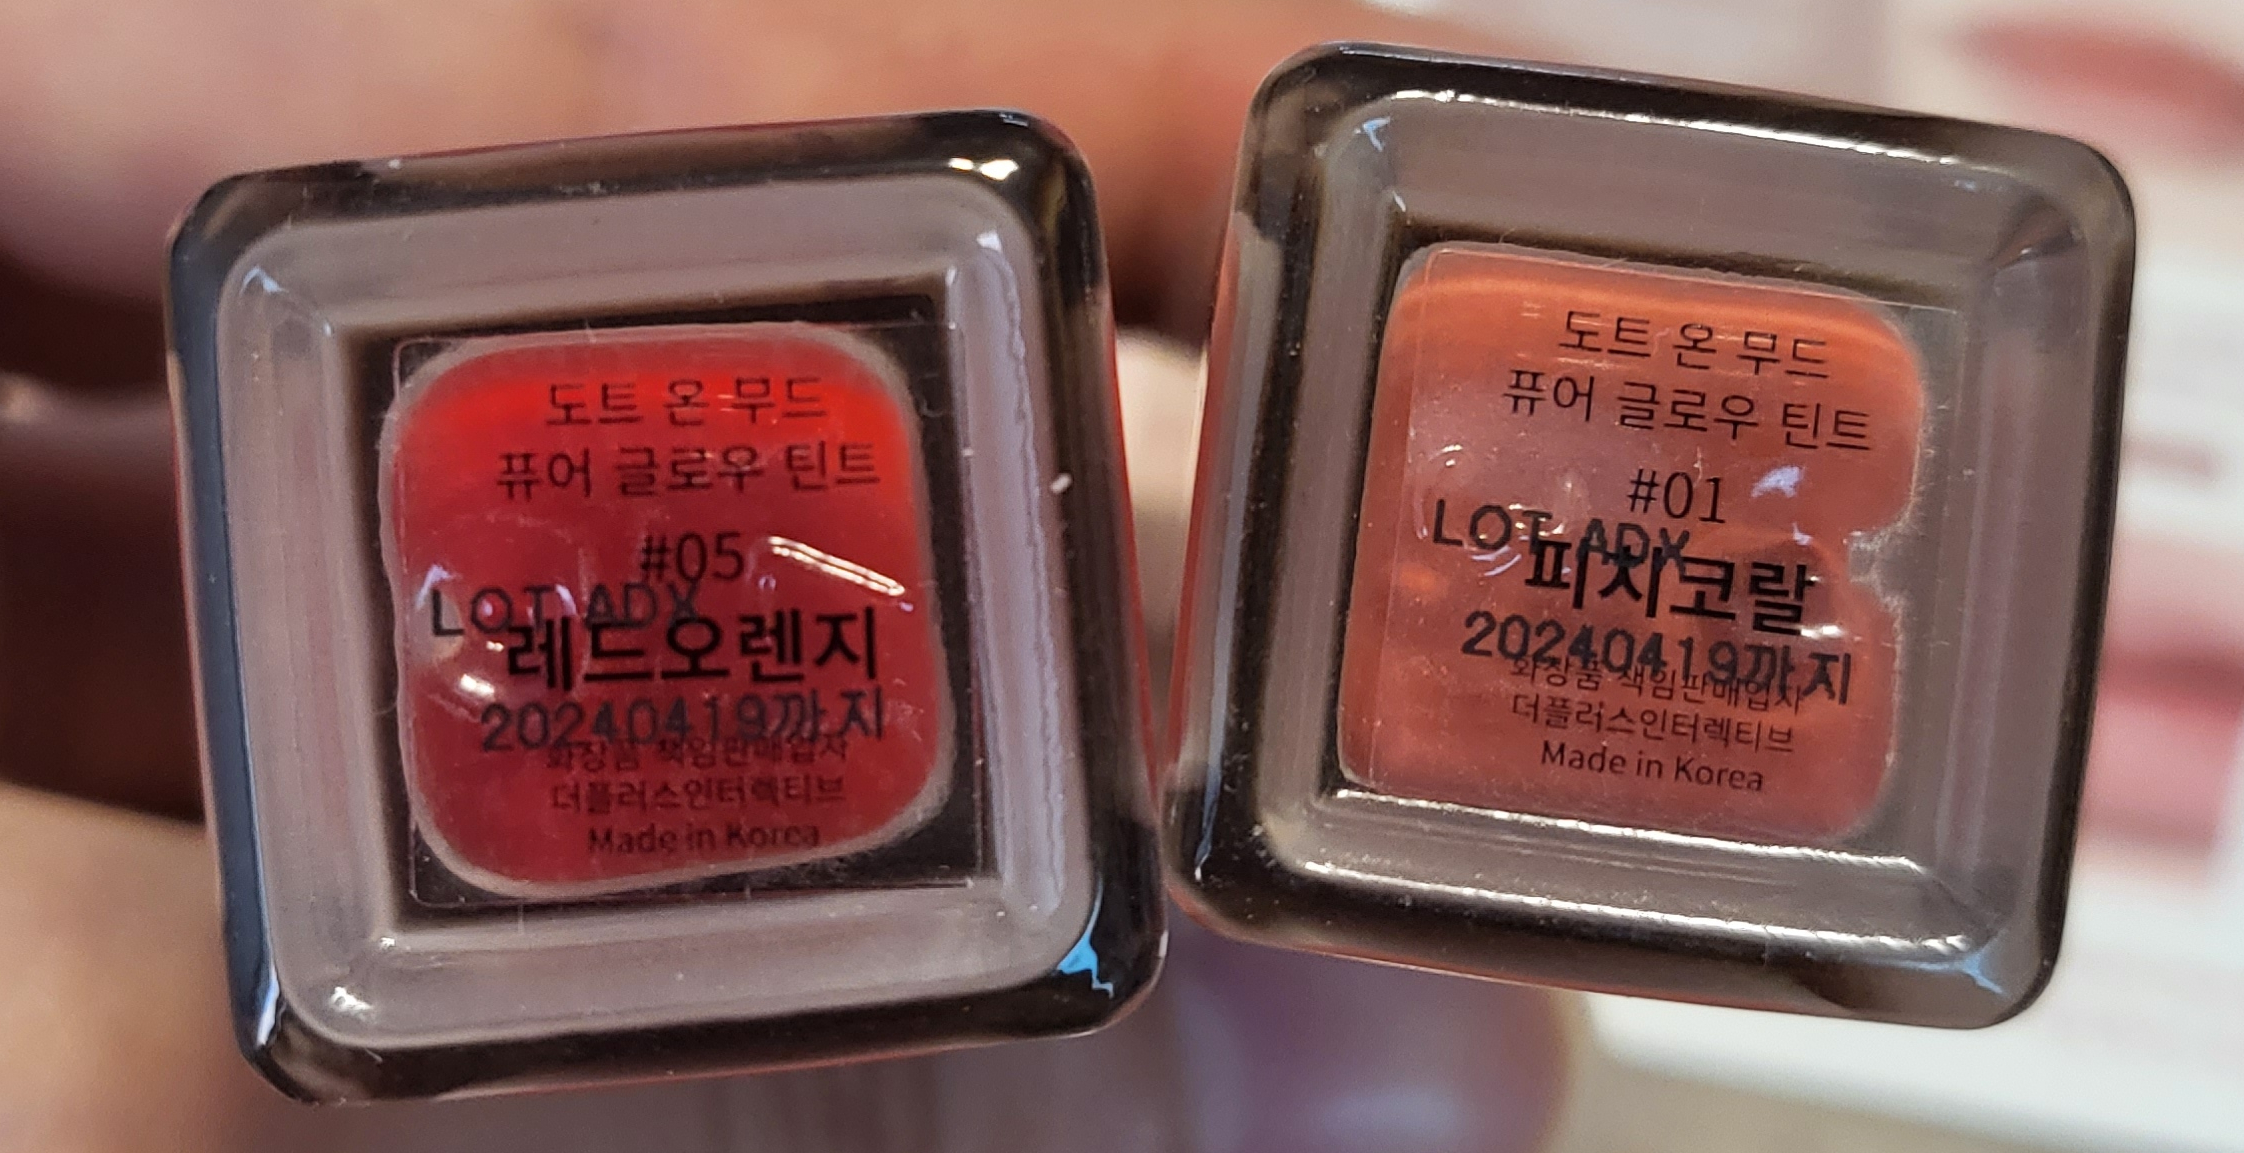 도트 온 무드
퓨어 글로우 틴트
#05
LOT ADX
레드오렌지
20240419까지
화장품 책임판매업자
더플러스인터렉티브
Made in Korea
도트 온 무드
퓨어 글로우 틴트
#01
LOT ADX
피치코랄
20240419까지
화장품 책임판매업자
더플러스인터렉티브
Made in Korea